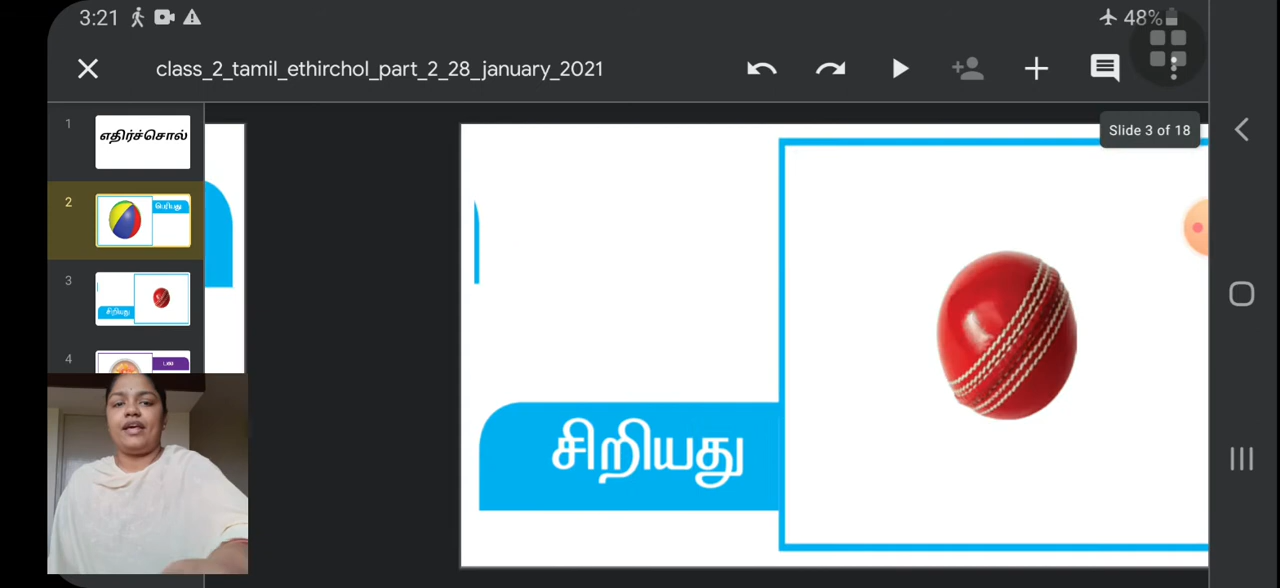 3:21
48%
class_2_tamil_ethirchol_part_2_28_january_2021
Slide 3 of 18
1
எதிர்ச்சொல்
2
பெரியது
3
சிறியது
4
சிறியது